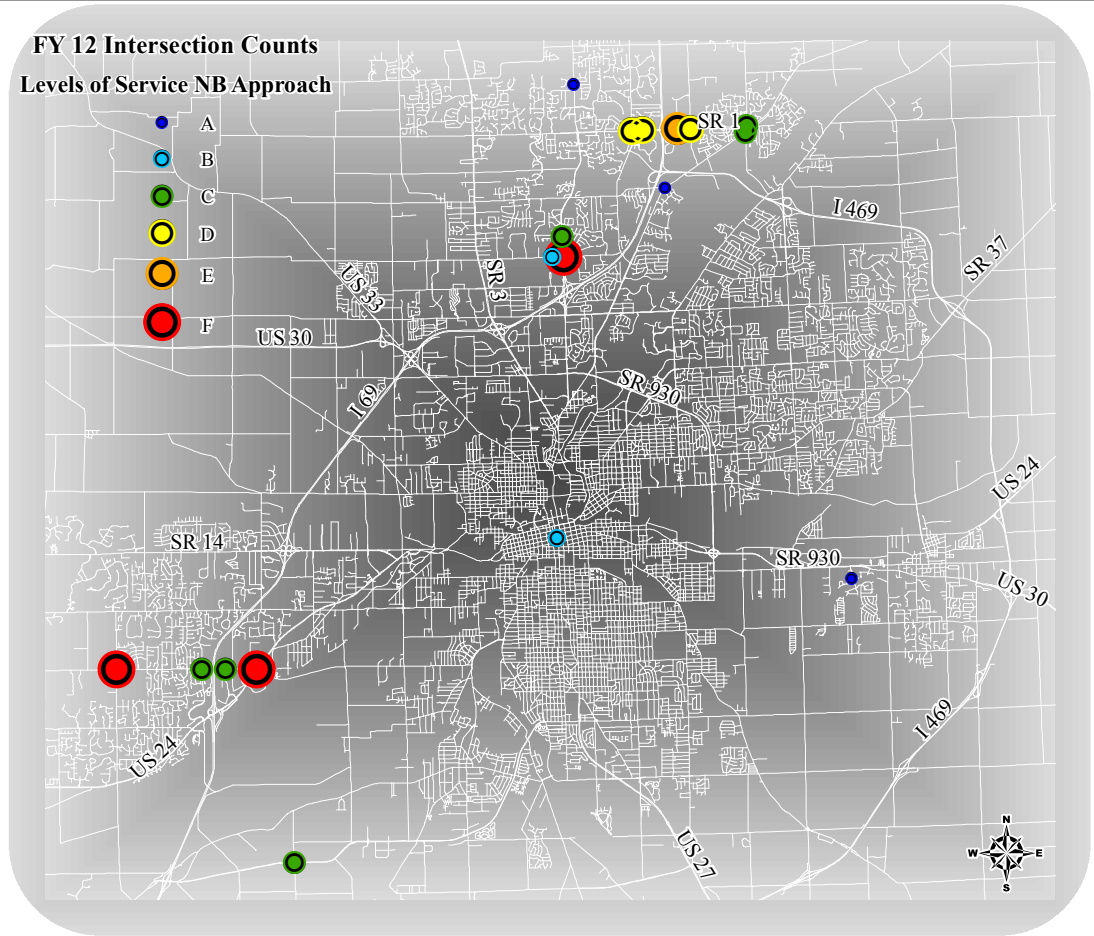 FY 12 Intersection Counts
Levels of Service NB Approach
A
B
C
D
E
F
SR 1
I 469
SR 37
US 33
SR 3
US 30
SR 930
I 69
US 24
SR 14
SR 930
US 30
I 469
US 24
US 27
N
W
E
S